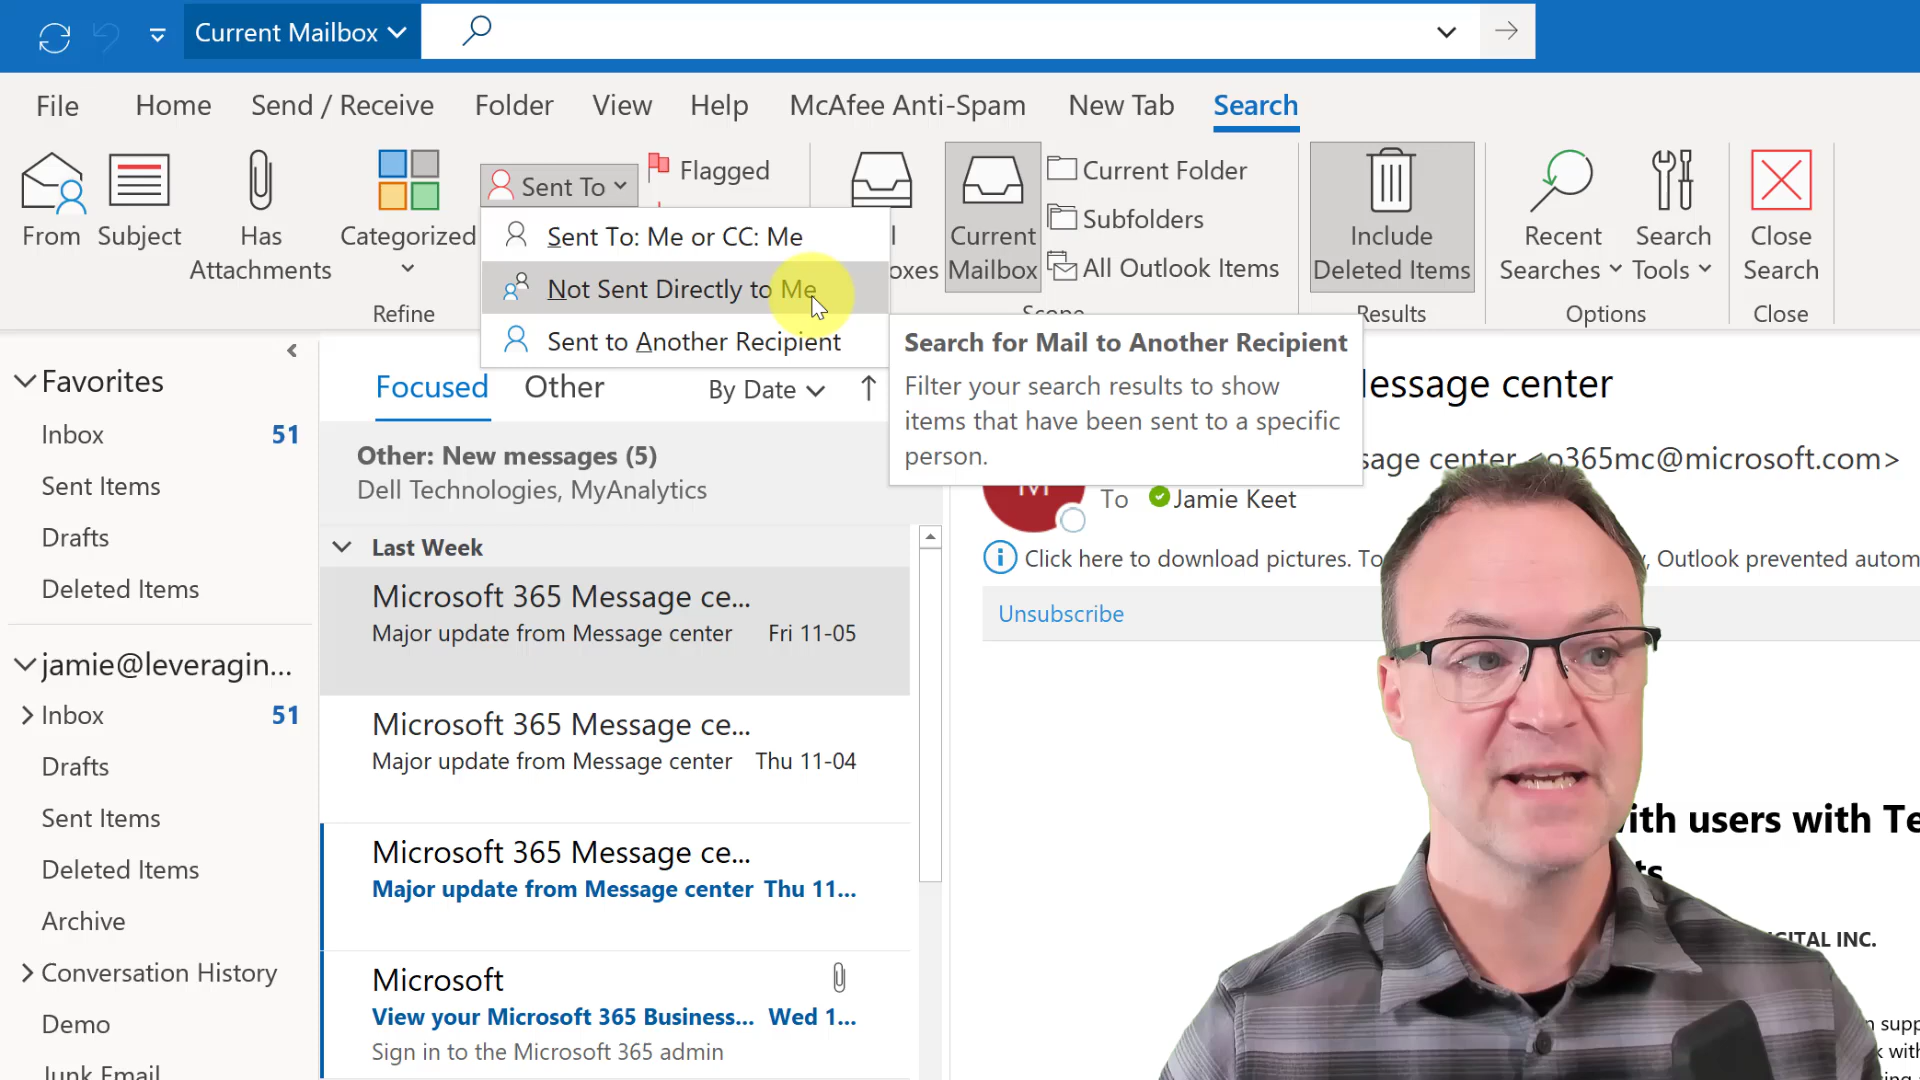 Current Mailbox
File Home Send / Receive Folder View Help McAfee Anti-Spam New Tab Search
From
Subject
Has
Attachments
Categorized
Sent To
Flagged
Sent To: Me or CC: Me
Not Sent Directly to Me
Sent to Another Recipient
Refine
Current
Mailbox
Current Folder
Subfolders
All Outlook Items
Include
Deleted Items
Results
Recent
Searches
Search
Tools
Options
Close
Search
Close
Search for Mail to Another Recipient
Filter your search results to show
items that have been sent to a specific
person.
Favorites
Inbox 51
Sent Items
Drafts
Deleted Items
jamie@leveragin...
Inbox 51
Drafts
Sent Items
Deleted Items
Archive
Conversation History
Demo
Junk Email
Focused Other By Date
Other: New messages (5)
Dell Technologies, MyAnalytics
Last Week
Microsoft 365 Message ce...
Major update from Message center Fri 11-05
Microsoft 365 Message ce...
Major update from Message center Thu 11-04
Microsoft 365 Message ce...
Major update from Message center Thu 11...
Microsoft
View your Microsoft 365 Business... Wed 1...
Sign in to the Microsoft 365 admin
center
center <o365mc@microsoft.com>
To Jamie Keet
Click here to download pictures. To
, Outlook prevented autom
Unsubscribe
users with Te
INC.